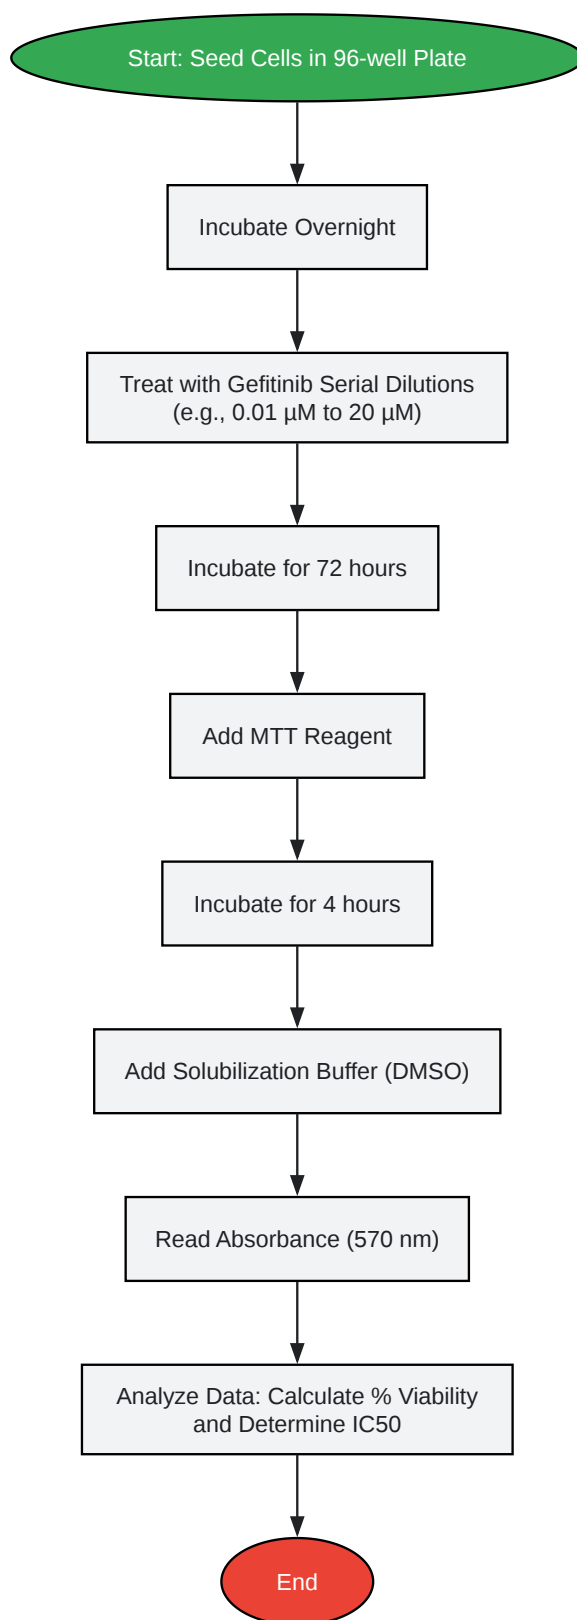 Start: Seed Cells in 96-well Plate
Incubate Overnight
Treat with Gefitinib Serial Dilutions
(e.g., 0.01 µM to 20 µM)
Incubate for 72 hours
Add MTT Reagent
Incubate for 4 hours
Add Solubilization Buffer (DMSO)
Read Absorbance (570 nm)
Analyze Data: Calculate % Viability
and Determine IC50
End